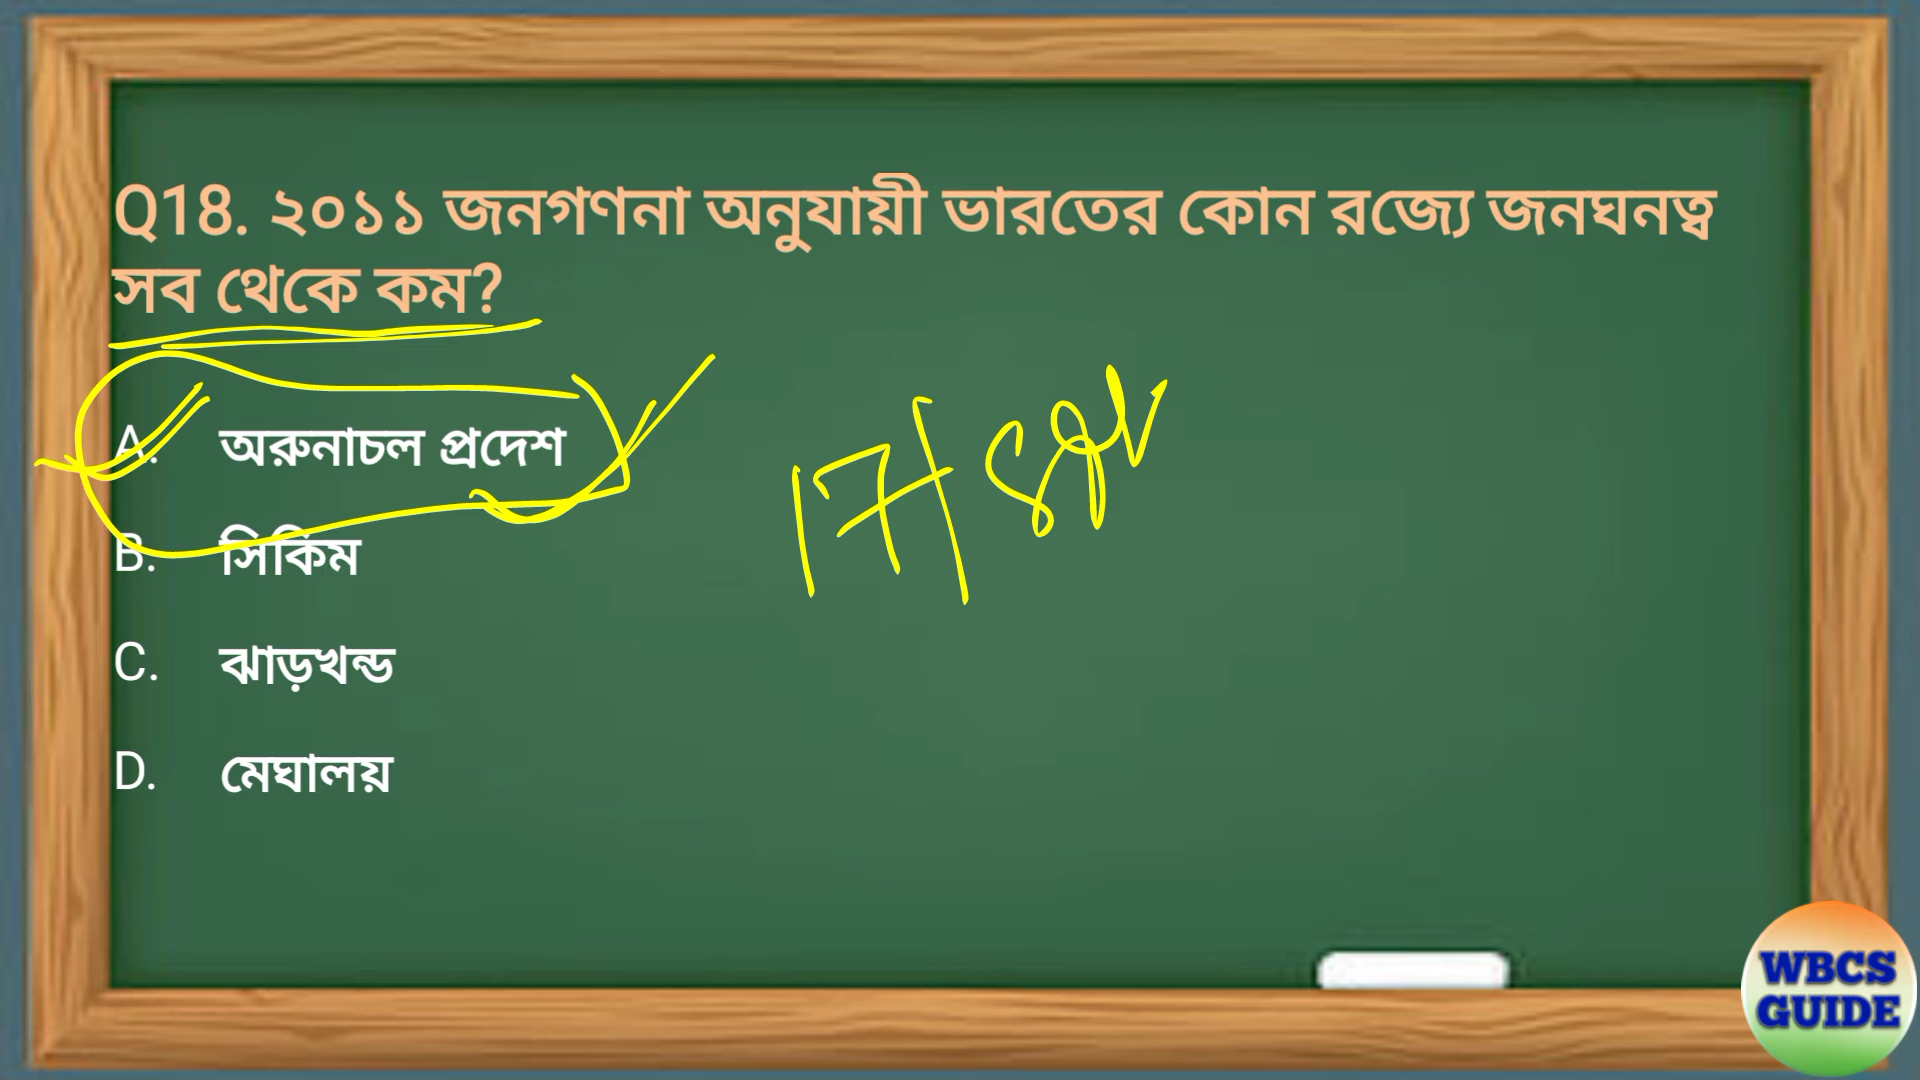 Q18. ২০১১ জনগণনা অনুযায়ী ভারতের কোন রজ্যে জনঘনত্ব
সব থেকে কম?
A. অরুনাচল প্রদেশ
B. সিকিম
C. ঝাড়খন্ড
D. মেঘালয়
17/
WBCS
GUIDE